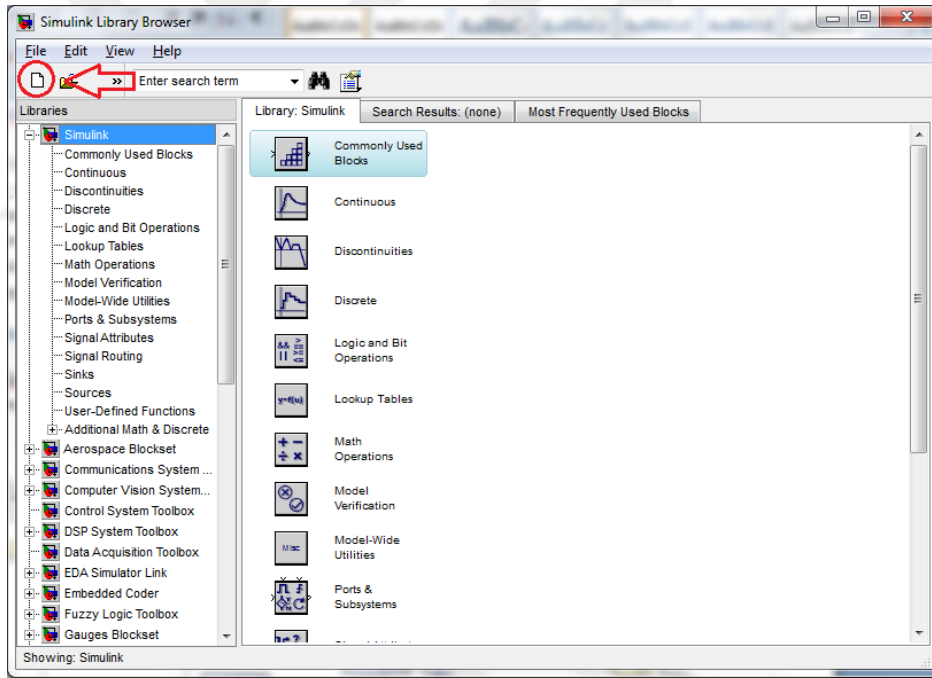 Simulink Library Browser
File Edit View Help
» Enter search term
Libraries
Library: Simulink Search Results: (none) Most Frequently Used Blocks
Simulink
Commonly Used Blocks
Continuous
Discontinuities
Discrete
Logic and Bit Operations
Lookup Tables
Math Operations
Model Verification
Model-Wide Utilities
Ports & Subsystems
Signal Attributes
Signal Routing
Sinks
Sources
User-Defined Functions
Additional Math & Discrete
Aerospace Blockset
Communications System ...
Computer Vision System...
Control System Toolbox
DSP System Toolbox
Data Acquisition Toolbox
EDA Simulator Link
Embedded Coder
Fuzzy Logic Toolbox
Gauges Blockset
Commonly Used
Blocks
Continuous
Discontinuities
Discrete
&& >=
|| <=
Logic and Bit
Operations
y=f(u)
Lookup Tables
+ −
÷ ×
Math
Operations
Model
Verification
Misc
Model-Wide
Utilities
Ports &
Subsystems
Showing: Simulink